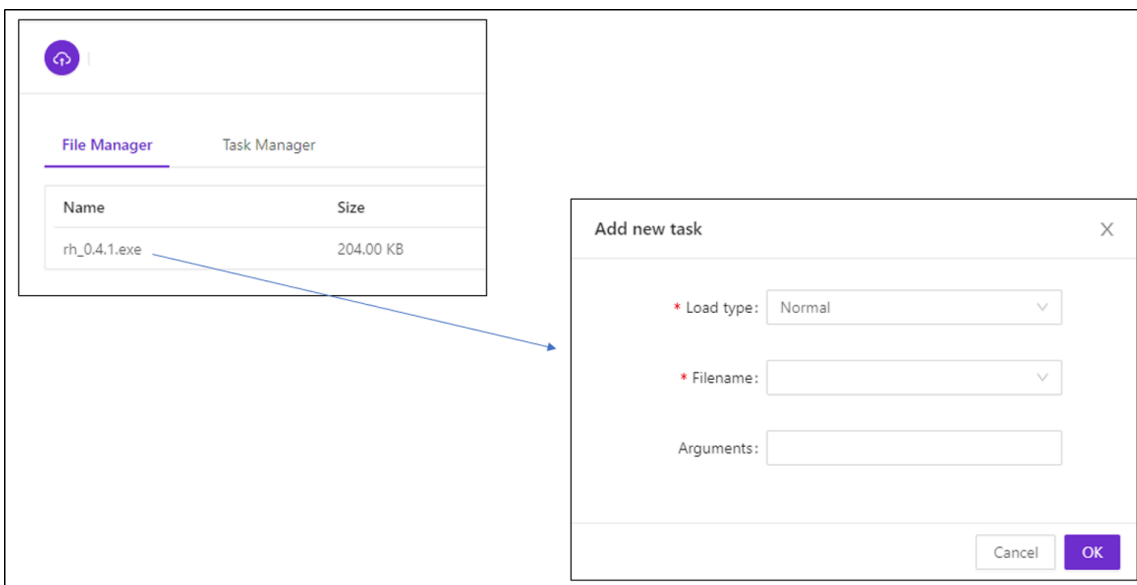 File Manager Task Manager
Name Size
rh_0.4.1.exe 204.00 KB
Add new task
* Load type: Normal
* Filename:
Arguments:
Cancel OK